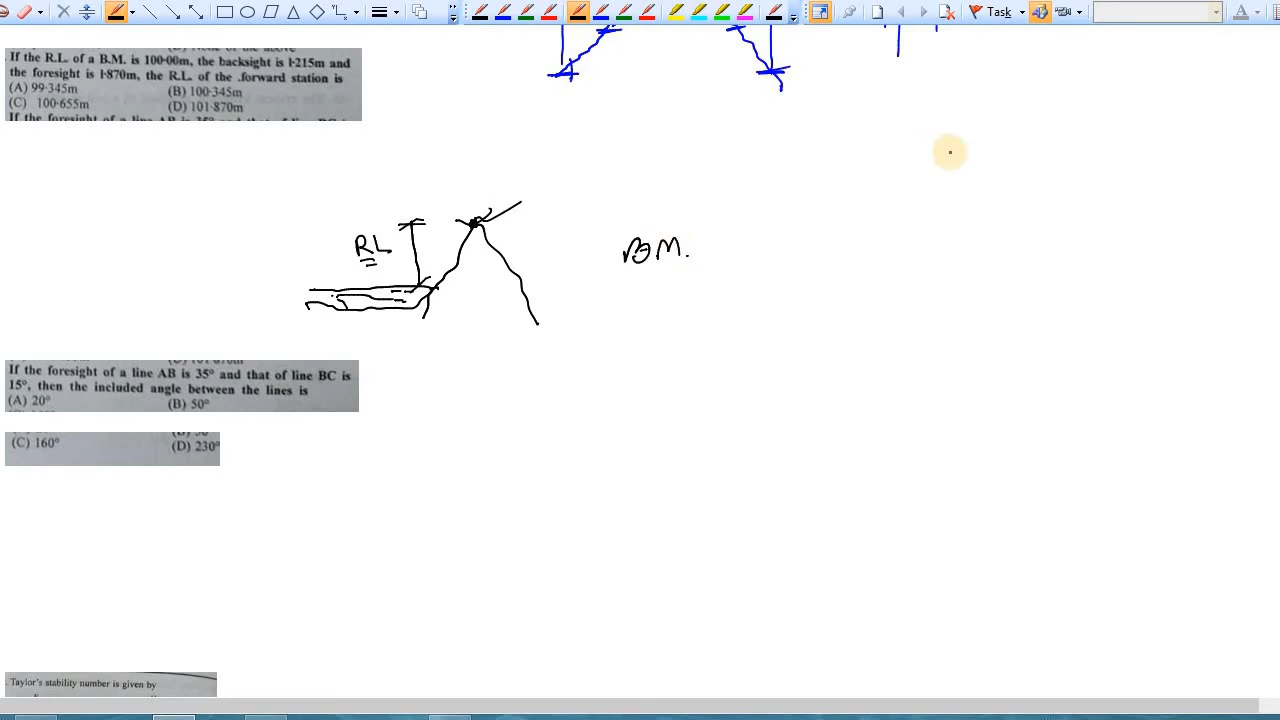 Task
A
If the R.L. of a B.M. is 100·00m, the backsight is 1·215m and
the foresight is 1·870m, the R.L. of the .forward station is
(A) 99·345m (B) 100·345m
(C) 100·655m (D) 101·870m
RL
BM.
If the foresight of a line AB is 35° and that of line BC is
15°, then the included angle between the lines is
(A) 20° (B) 50°
(C) 160° (D) 230°
Taylor's stability number is given by